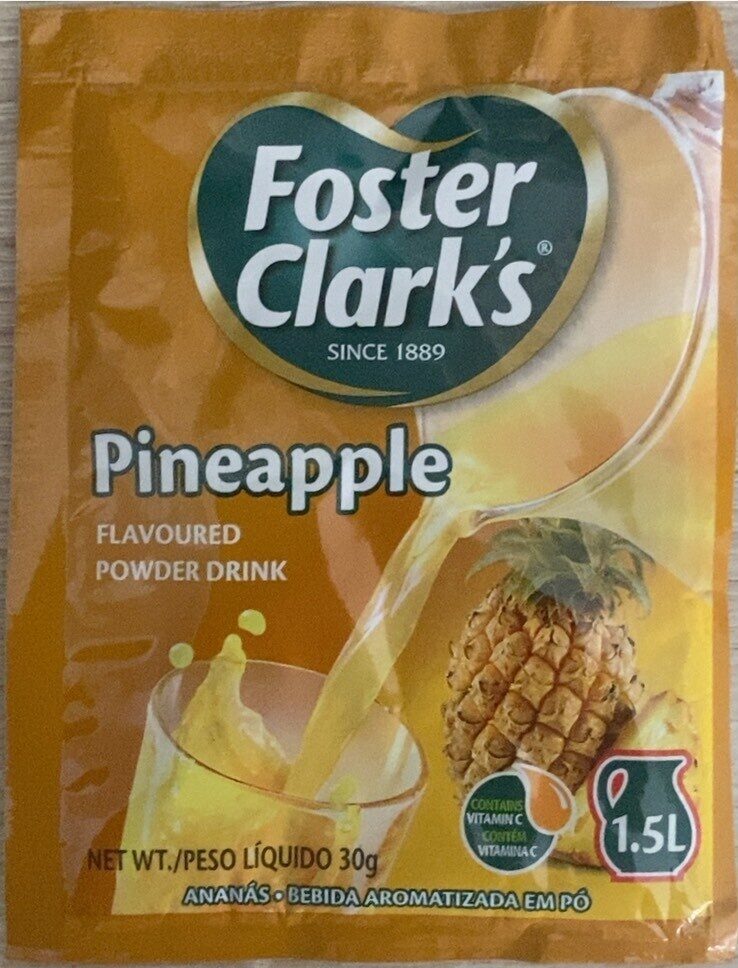 Foster
Clark's®
SINCE 1889
Pineapple
FLAVOURED
POWDER DRINK
CONTAINS
VITAMIN C
CONTÉM
VITAMINA C
1.5L
NET WT./PESO LÍQUIDO 30g
ANANÁS • BEBIDA AROMATIZADA EM PÓ